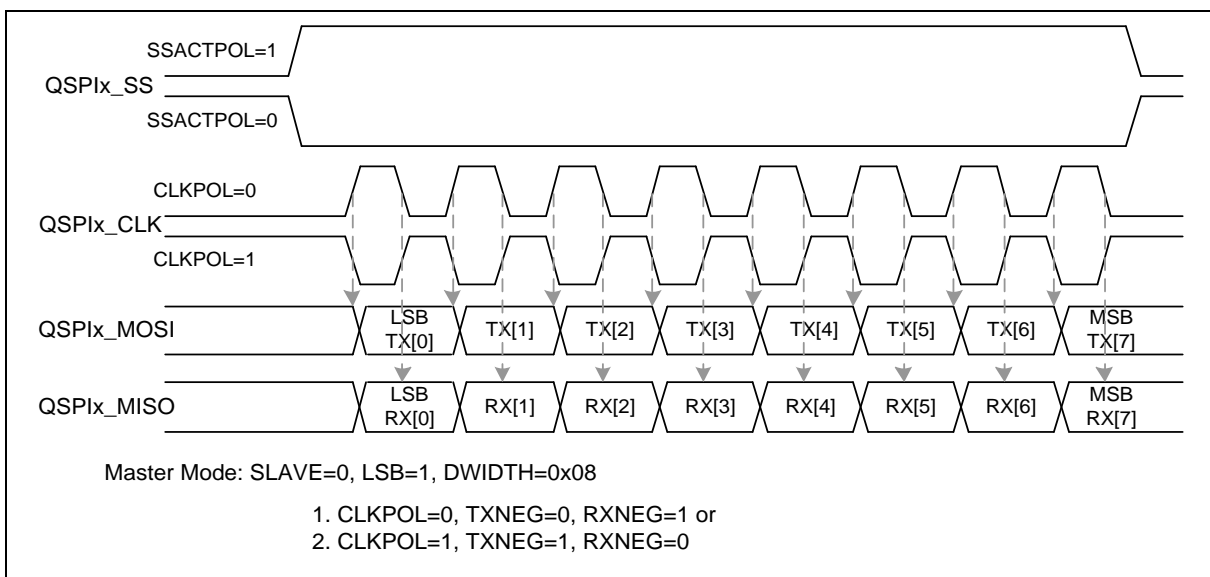 SSACTPOL=1
QSPIx_SS
SSACTPOL=0
CLKPOL=0
QSPIx_CLK
CLKPOL=1
QSPIx_MOSI
LSB
TX[0]
TX[1]
TX[2]
TX[3]
TX[4]
TX[5]
TX[6]
MSB
TX[7]
QSPIx_MISO
LSB
RX[0]
RX[1]
RX[2]
RX[3]
RX[4]
RX[5]
RX[6]
MSB
RX[7]
Master Mode: SLAVE=0, LSB=1, DWIDTH=0x08
1. CLKPOL=0, TXNEG=0, RXNEG=1 or
2. CLKPOL=1, TXNEG=1, RXNEG=0